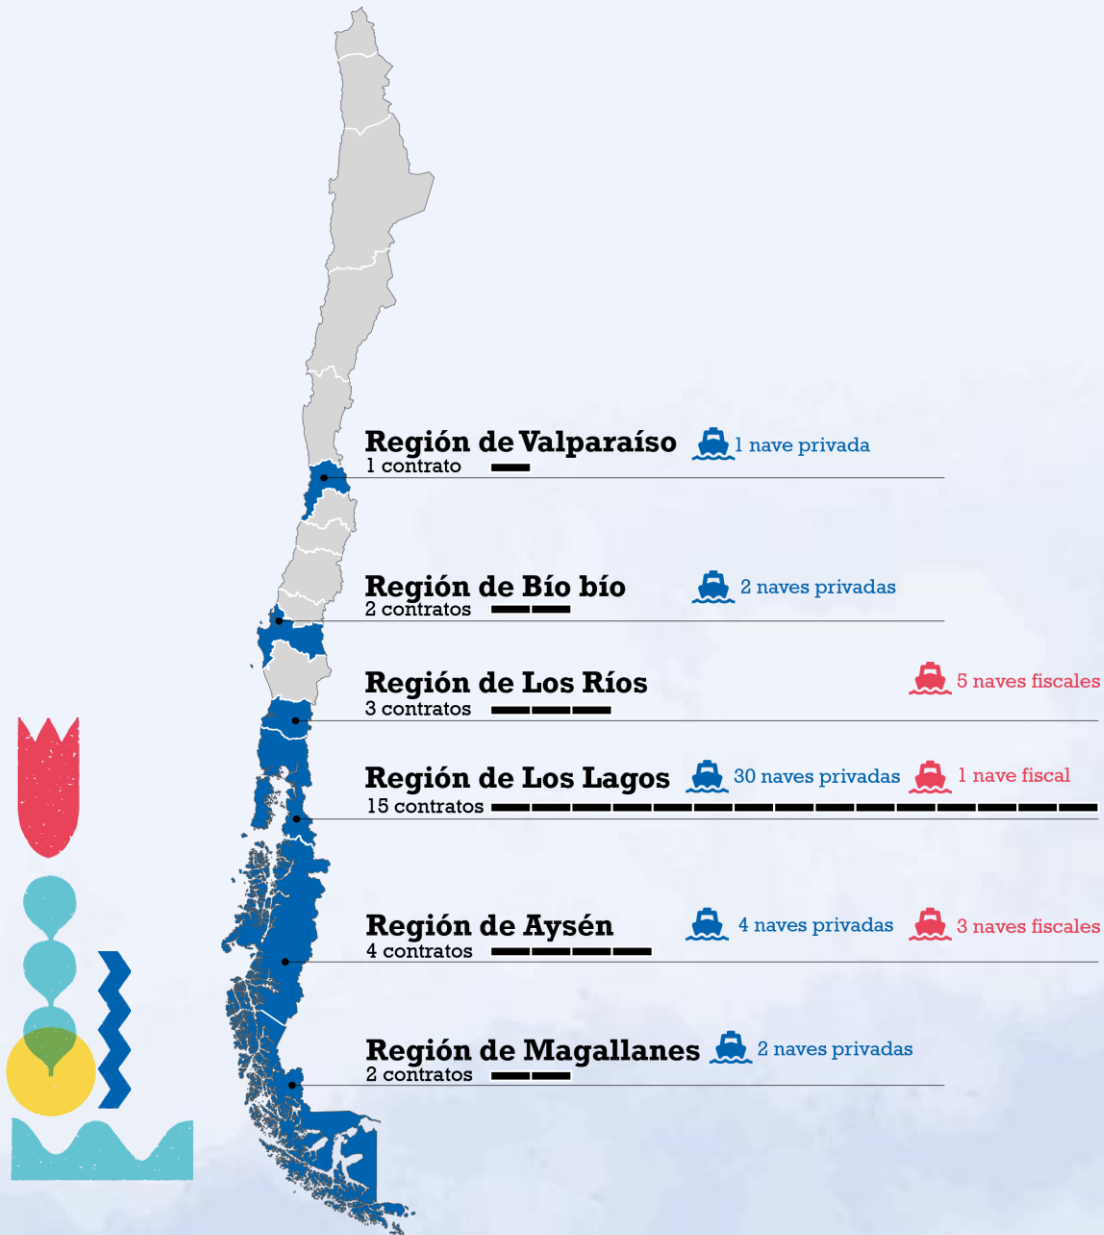 Región de Valparaíso
1 nave privada
1 contrato
Región de Bío bío
2 naves privadas
2 contratos
Región de Los Ríos
5 naves fiscales
3 contratos
Región de Los Lagos
30 naves privadas
1 nave fiscal
15 contratos
Región de Aysén
4 naves privadas
3 naves fiscales
4 contratos
Región de Magallanes
2 naves privadas
2 contratos